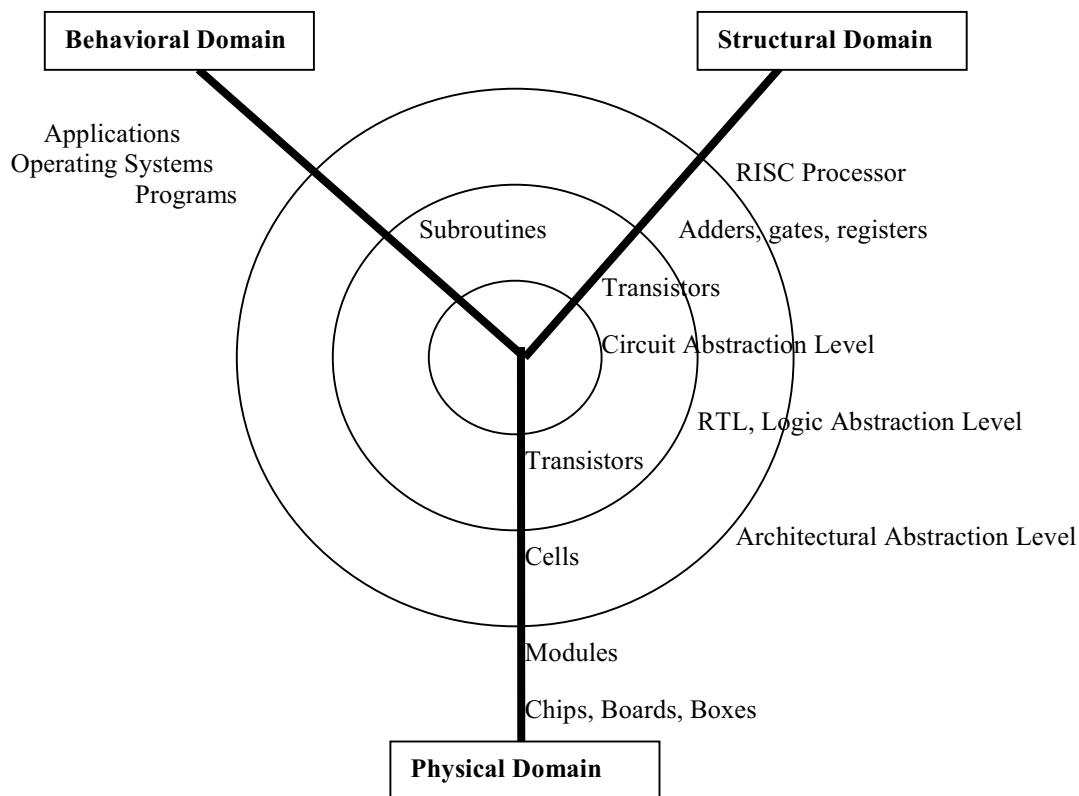 Behavioral Domain
Structural Domain
Applications
Operating Systems
Programs
RISC Processor
Subroutines
Adders, gates, registers
Transistors
Circuit Abstraction Level
RTL, Logic Abstraction Level
Transistors
Architectural Abstraction Level
Cells
Modules
Chips, Boards, Boxes
Physical Domain